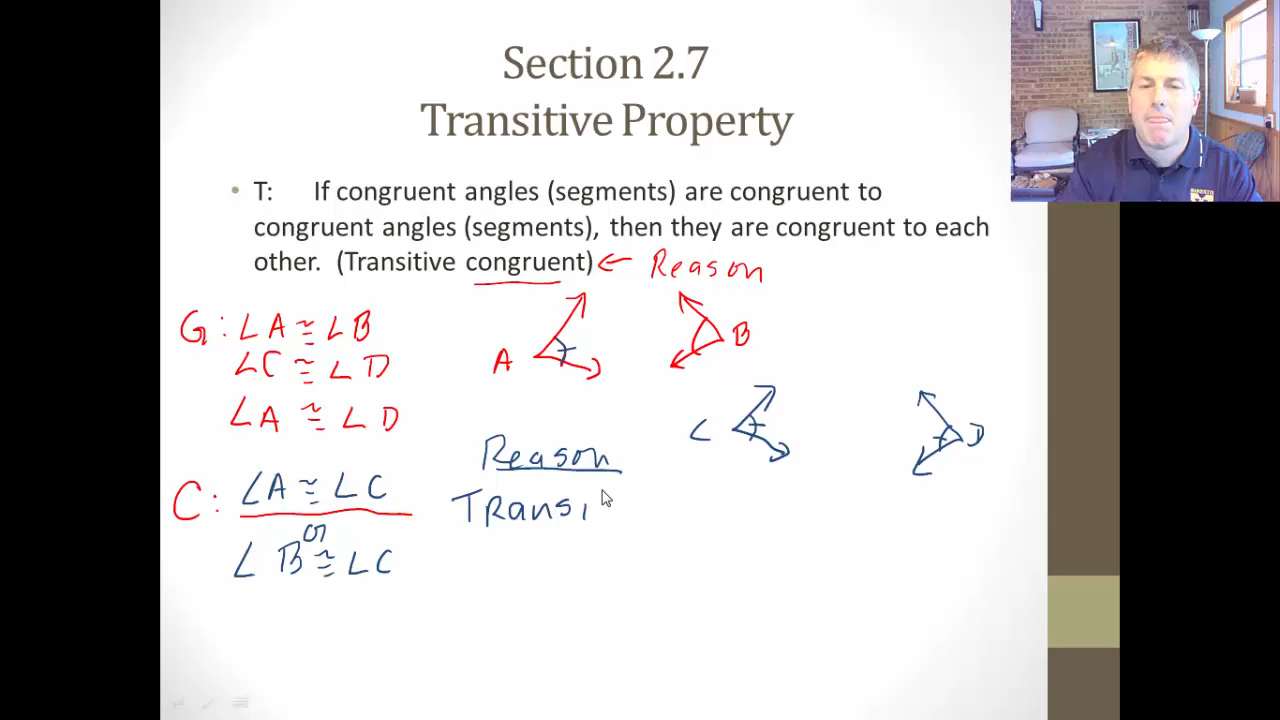 Section 2.7
Transitive Property
• T: If congruent angles (segments) are congruent to
congruent angles (segments), then they are congruent to each
other. (Transitive congruent) ← Reason
G: ∠A ≅ ∠B
∠C ≅ ∠D
∠A ≅ ∠D
A
B
C
D
C: ∠A ≅ ∠C
or
∠B ≅ ∠C
Reason
Transi